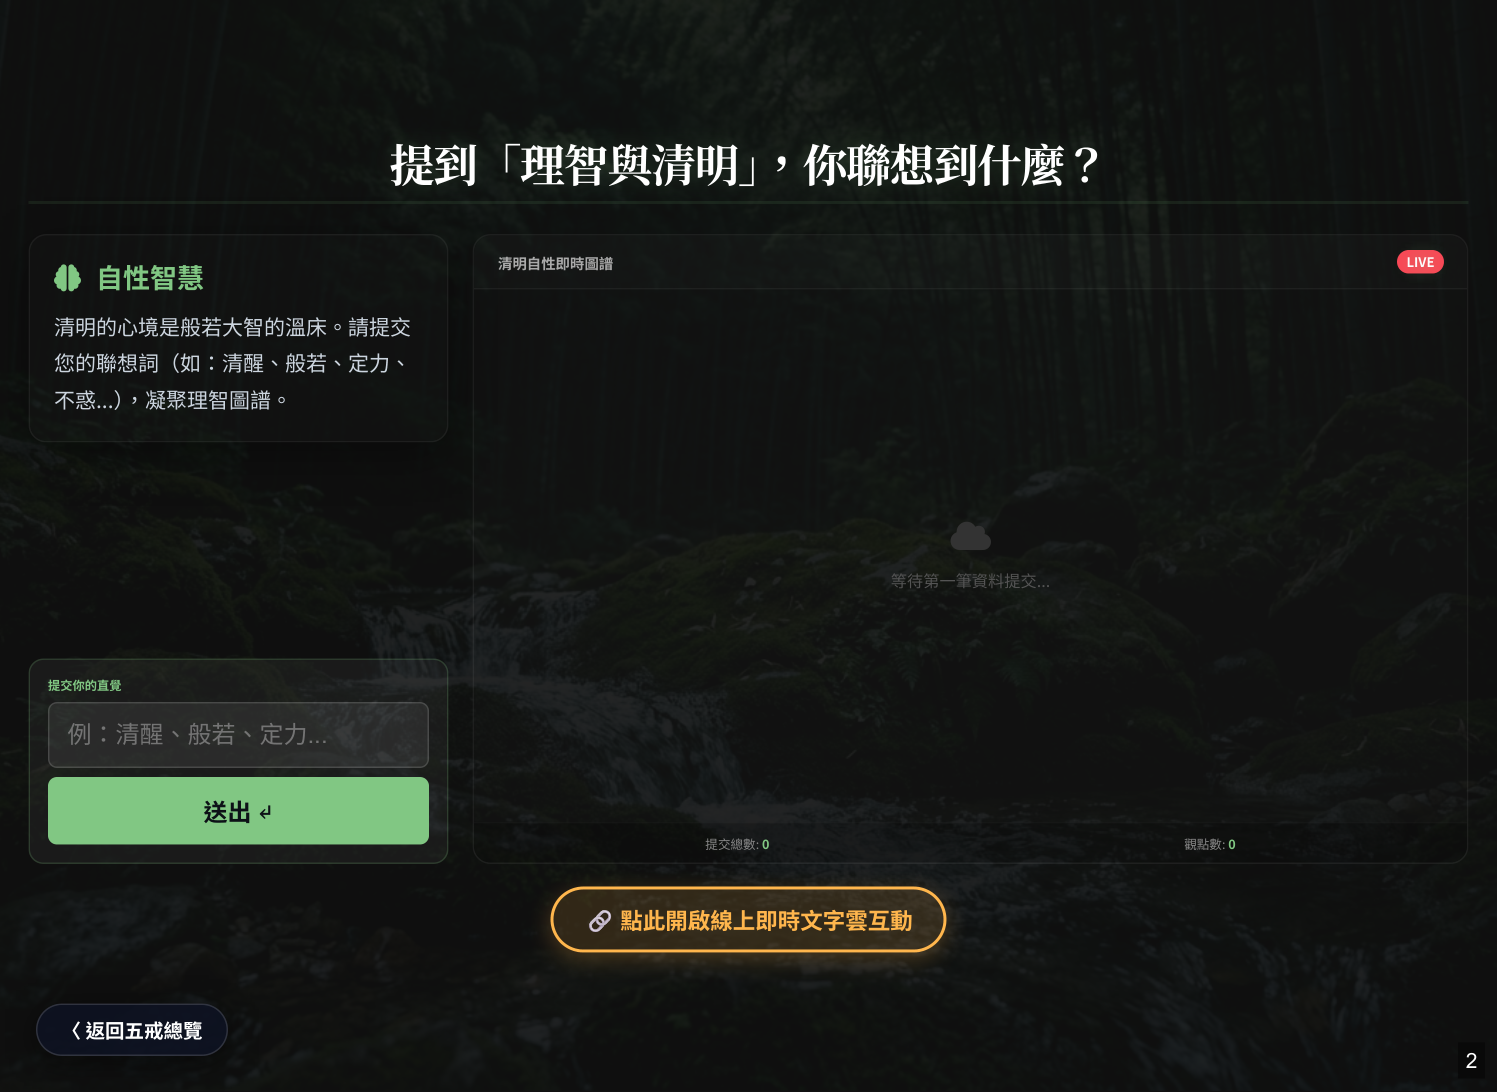 提到「理智與清明」，你聯想到什麼？
自性智慧
清明的心境是般若大智的溫床。請提交
您的聯想詞（如：清醒、般若、定力、
不惑...），凝聚理智圖譜。
提交你的直覺
例：清醒、般若、定力...
送出 ↵
清明自性即時圖譜
LIVE
等待第一筆資料提交...
提交總數: 0
觀點數: 0
🔗 點此開啟線上即時文字雲互動
〈 返回五戒總覽
2